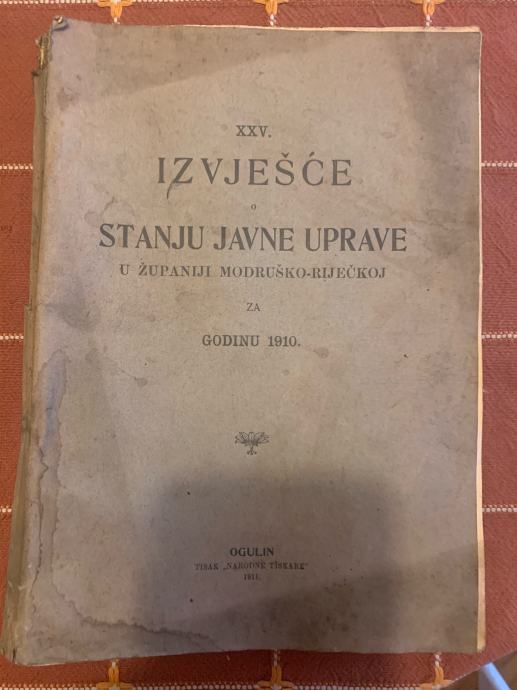 XXV.
IZVJEŠĆE
o
STANJU JAVNE UPRAVE
U ŽUPANIJI MODRUŠKO-RIJEČKOJ
ZA
GODINU 1910.
OGULIN
TISAK „NARODNE TISKARE"
1911.